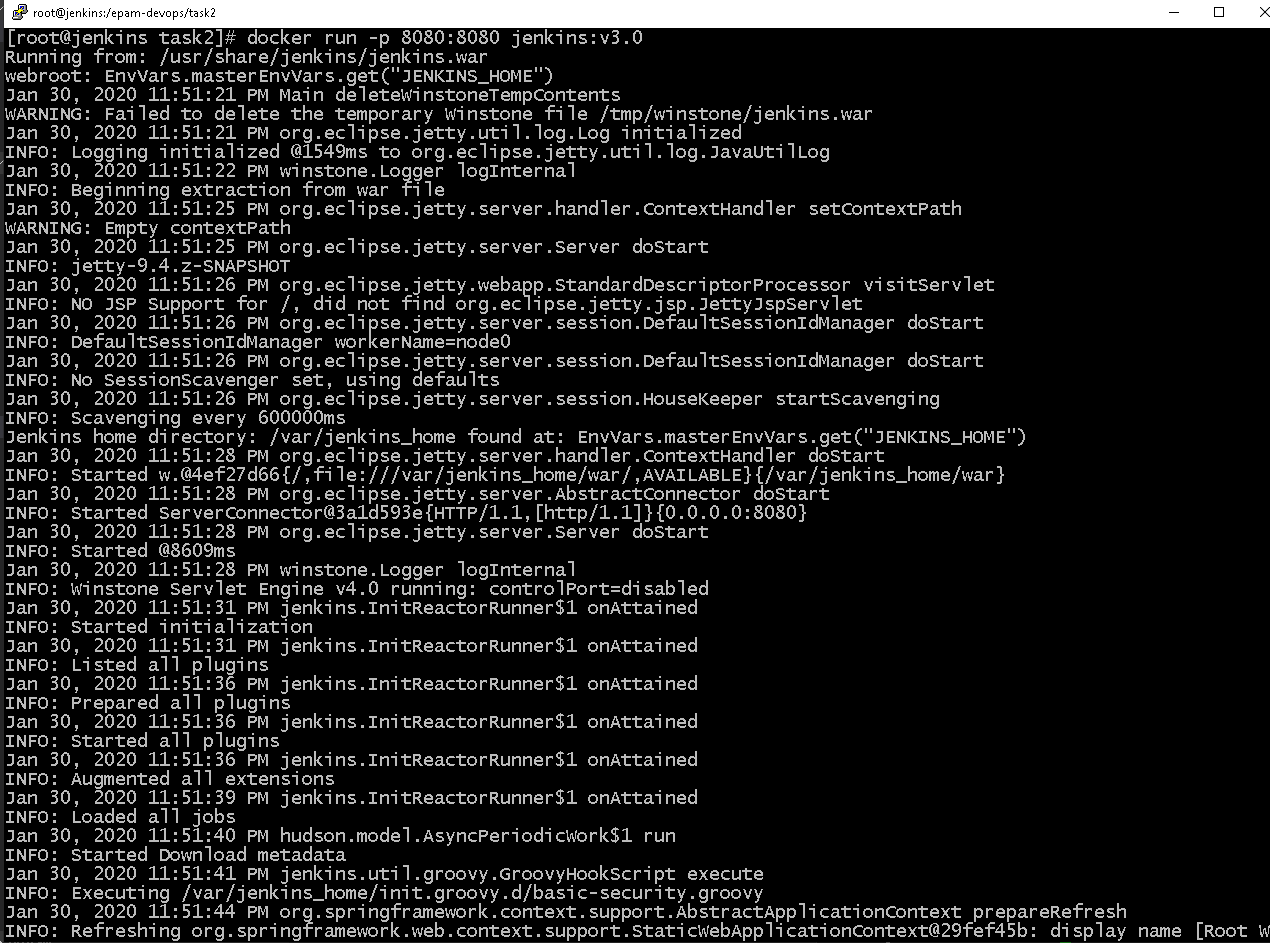 root@jenkins:/epam-devops/task2
[root@jenkins task2]# docker run -p 8080:8080 jenkins:v3.0
Running from: /usr/share/jenkins/jenkins.war
webroot: EnvVars.masterEnvVars.get("JENKINS_HOME")
Jan 30, 2020 11:51:21 PM Main deleteWinstoneTempContents
WARNING: Failed to delete the temporary Winstone file /tmp/winstone/jenkins.war
Jan 30, 2020 11:51:21 PM org.eclipse.jetty.util.log.Log initialized
INFO: Logging initialized @1549ms to org.eclipse.jetty.util.log.JavaUtilLog
Jan 30, 2020 11:51:22 PM winstone.Logger logInternal
INFO: Beginning extraction from war file
Jan 30, 2020 11:51:25 PM org.eclipse.jetty.server.handler.ContextHandler setContextPath
WARNING: Empty contextPath
Jan 30, 2020 11:51:25 PM org.eclipse.jetty.server.Server doStart
INFO: jetty-9.4.z-SNAPSHOT
Jan 30, 2020 11:51:26 PM org.eclipse.jetty.webapp.StandardDescriptorProcessor visitServlet
INFO: NO JSP Support for /, did not find org.eclipse.jetty.jsp.JettyJspServlet
Jan 30, 2020 11:51:26 PM org.eclipse.jetty.server.session.DefaultSessionIdManager doStart
INFO: DefaultSessionIdManager workerName=node0
Jan 30, 2020 11:51:26 PM org.eclipse.jetty.server.session.DefaultSessionIdManager doStart
INFO: No SessionScavenger set, using defaults
Jan 30, 2020 11:51:26 PM org.eclipse.jetty.server.session.HouseKeeper startScavenging
INFO: Scavenging every 600000ms
Jenkins home directory: /var/jenkins_home found at: EnvVars.masterEnvVars.get("JENKINS_HOME")
Jan 30, 2020 11:51:28 PM org.eclipse.jetty.server.handler.ContextHandler doStart
INFO: Started w.@4ef27d66{/,file:///var/jenkins_home/war/,AVAILABLE}{/var/jenkins_home/war}
Jan 30, 2020 11:51:28 PM org.eclipse.jetty.server.AbstractConnector doStart
INFO: Started ServerConnector@3a1d593e{HTTP/1.1,[http/1.1]}{0.0.0.0:8080}
Jan 30, 2020 11:51:28 PM org.eclipse.jetty.server.Server doStart
INFO: Started @8609ms
Jan 30, 2020 11:51:28 PM winstone.Logger logInternal
INFO: Winstone Servlet Engine v4.0 running: controlPort=disabled
Jan 30, 2020 11:51:31 PM jenkins.InitReactorRunner$1 onAttained
INFO: Started initialization
Jan 30, 2020 11:51:31 PM jenkins.InitReactorRunner$1 onAttained
INFO: Listed all plugins
Jan 30, 2020 11:51:36 PM jenkins.InitReactorRunner$1 onAttained
INFO: Prepared all plugins
Jan 30, 2020 11:51:36 PM jenkins.InitReactorRunner$1 onAttained
INFO: Started all plugins
Jan 30, 2020 11:51:36 PM jenkins.InitReactorRunner$1 onAttained
INFO: Augmented all extensions
Jan 30, 2020 11:51:39 PM jenkins.InitReactorRunner$1 onAttained
INFO: Loaded all jobs
Jan 30, 2020 11:51:40 PM hudson.model.AsyncPeriodicWork$1 run
INFO: Started Download metadata
Jan 30, 2020 11:51:41 PM jenkins.util.groovy.GroovyHookScript execute
INFO: Executing /var/jenkins_home/init.groovy.d/basic-security.groovy
Jan 30, 2020 11:51:44 PM org.springframework.context.support.AbstractApplicationContext prepareRefresh
INFO: Refreshing org.springframework.web.context.support.StaticWebApplicationContext@29fef45b: display name [Root W